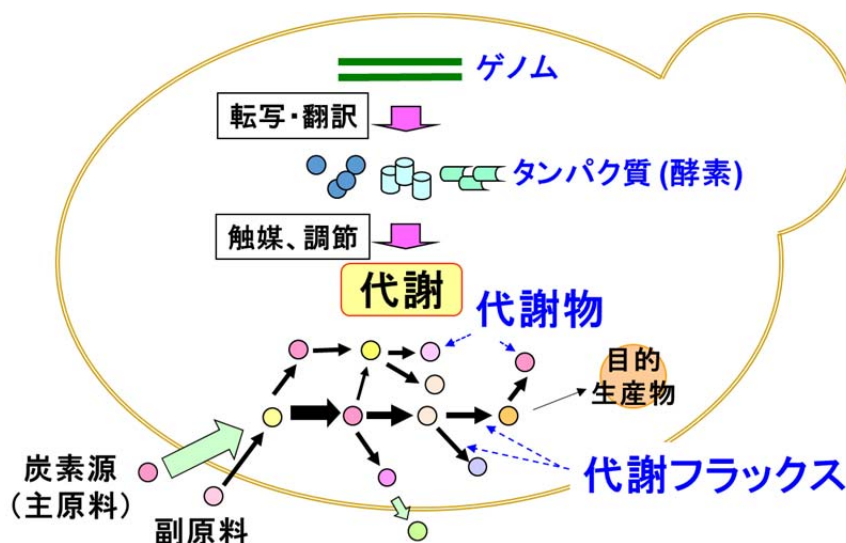 ゲノム
転写・翻訳
タンパク質 (酵素)
触媒、調節
代謝
代謝物
目的
生産物
炭素源
(主原料)
副原料
代謝フラックス